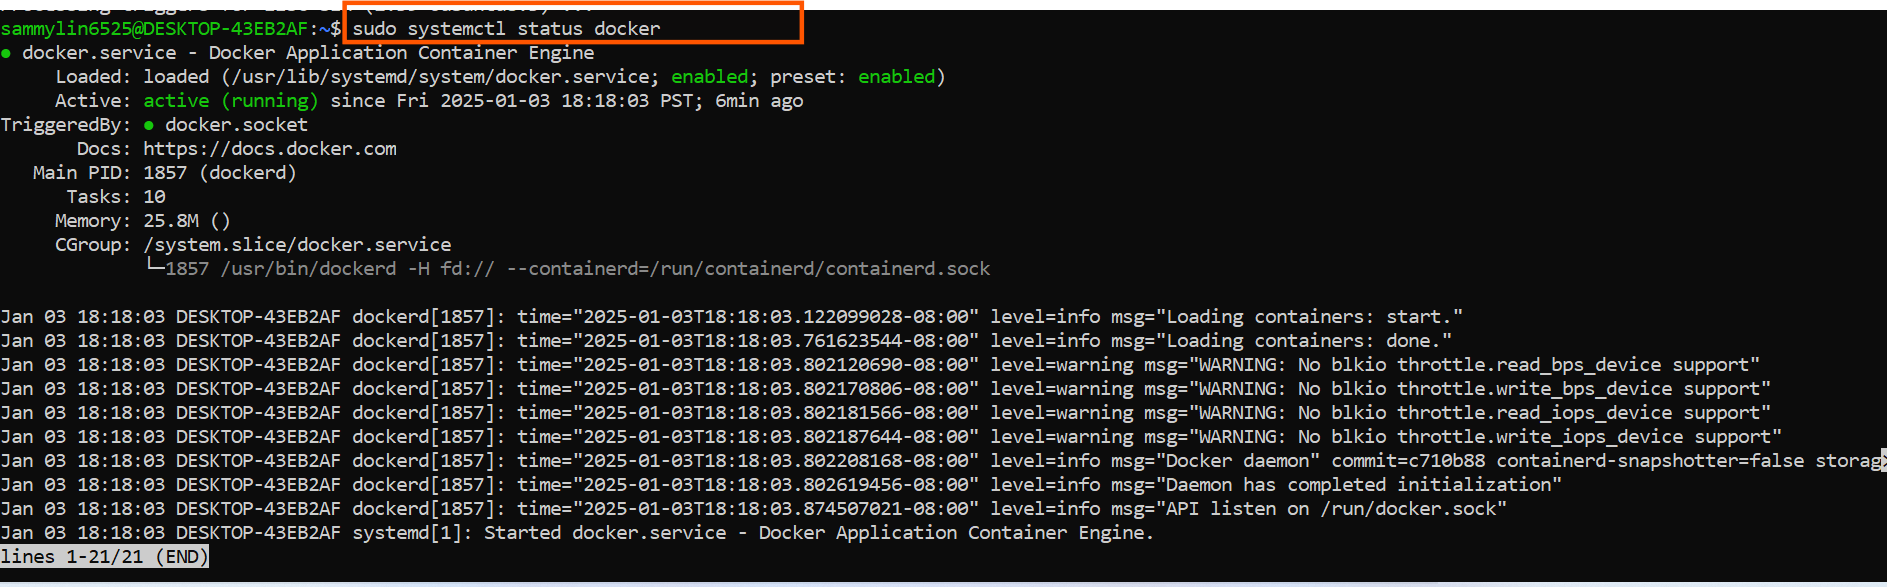 sammylin6525@DESKTOP-43EB2AF:~$ sudo systemctl status docker
● docker.service - Docker Application Container Engine
Loaded: loaded (/usr/lib/systemd/system/docker.service; enabled; preset: enabled)
Active: active (running) since Fri 2025-01-03 18:18:03 PST; 6min ago
TriggeredBy: ● docker.socket
Docs: https://docs.docker.com
Main PID: 1857 (dockerd)
Tasks: 10
Memory: 25.8M ()
CGroup: /system.slice/docker.service
└─1857 /usr/bin/dockerd -H fd:// --containerd=/run/containerd/containerd.sock
Jan 03 18:18:03 DESKTOP-43EB2AF dockerd[1857]: time="2025-01-03T18:18:03.122099028-08:00" level=info msg="Loading containers: start."
Jan 03 18:18:03 DESKTOP-43EB2AF dockerd[1857]: time="2025-01-03T18:18:03.761623544-08:00" level=info msg="Loading containers: done."
Jan 03 18:18:03 DESKTOP-43EB2AF dockerd[1857]: time="2025-01-03T18:18:03.802120690-08:00" level=warning msg="WARNING: No blkio throttle.read_bps_device support"
Jan 03 18:18:03 DESKTOP-43EB2AF dockerd[1857]: time="2025-01-03T18:18:03.802170806-08:00" level=warning msg="WARNING: No blkio throttle.write_bps_device support"
Jan 03 18:18:03 DESKTOP-43EB2AF dockerd[1857]: time="2025-01-03T18:18:03.802181566-08:00" level=warning msg="WARNING: No blkio throttle.read_iops_device support"
Jan 03 18:18:03 DESKTOP-43EB2AF dockerd[1857]: time="2025-01-03T18:18:03.802187644-08:00" level=warning msg="WARNING: No blkio throttle.write_iops_device support"
Jan 03 18:18:03 DESKTOP-43EB2AF dockerd[1857]: time="2025-01-03T18:18:03.802208168-08:00" level=info msg="Docker daemon" commit=c710b88 containerd-snapshotter=false storag>
Jan 03 18:18:03 DESKTOP-43EB2AF dockerd[1857]: time="2025-01-03T18:18:03.802619456-08:00" level=info msg="Daemon has completed initialization"
Jan 03 18:18:03 DESKTOP-43EB2AF dockerd[1857]: time="2025-01-03T18:18:03.874507021-08:00" level=info msg="API listen on /run/docker.sock"
Jan 03 18:18:03 DESKTOP-43EB2AF systemd[1]: Started docker.service - Docker Application Container Engine.
lines 1-21/21 (END)